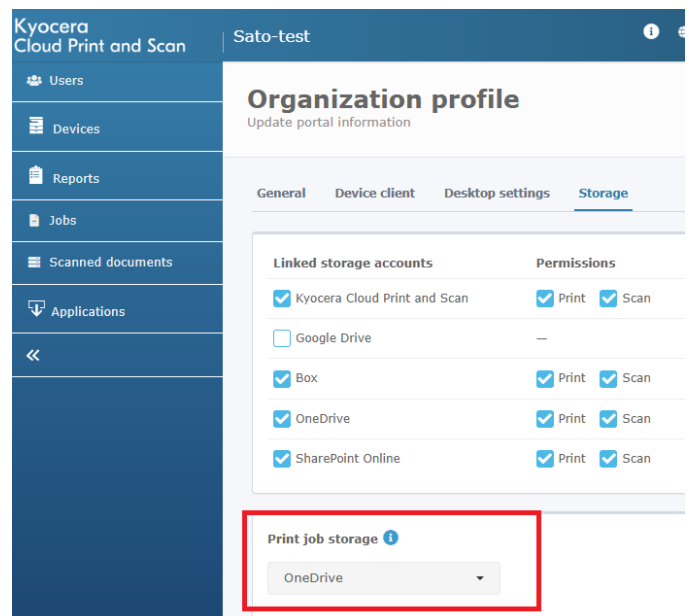 Kyocera
Cloud Print and Scan
Sato-test
Users
Devices
Reports
Jobs
Scanned documents
Applications
Organization profile
Update portal information
General Device client Desktop settings Storage
Linked storage accounts Permissions
Kyocera Cloud Print and Scan Print Scan
Google Drive —
Box Print Scan
OneDrive Print Scan
SharePoint Online Print Scan
Print job storage
OneDrive